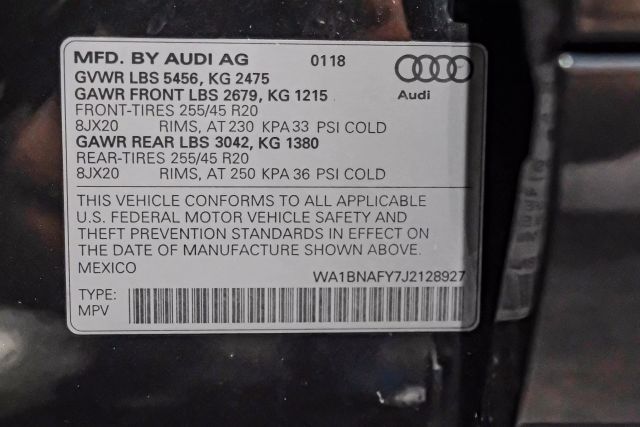 MFD. BY AUDI AG 0118
GVWR LBS 5456, KG 2475
GAWR FRONT LBS 2679, KG 1215
Audi
FRONT-TIRES 255/45 R20
8JX20 RIMS, AT 230 KPA 33 PSI COLD
GAWR REAR LBS 3042, KG 1380
REAR-TIRES 255/45 R20
8JX20 RIMS, AT 250 KPA 36 PSI COLD
THIS VEHICLE CONFORMS TO ALL APPLICABLE
U.S. FEDERAL MOTOR VEHICLE SAFETY AND
THEFT PREVENTION STANDARDS IN EFFECT ON
THE DATE OF MANUFACTURE SHOWN ABOVE.
MEXICO
WA1BNAFY7J2128927
TYPE:
MPV